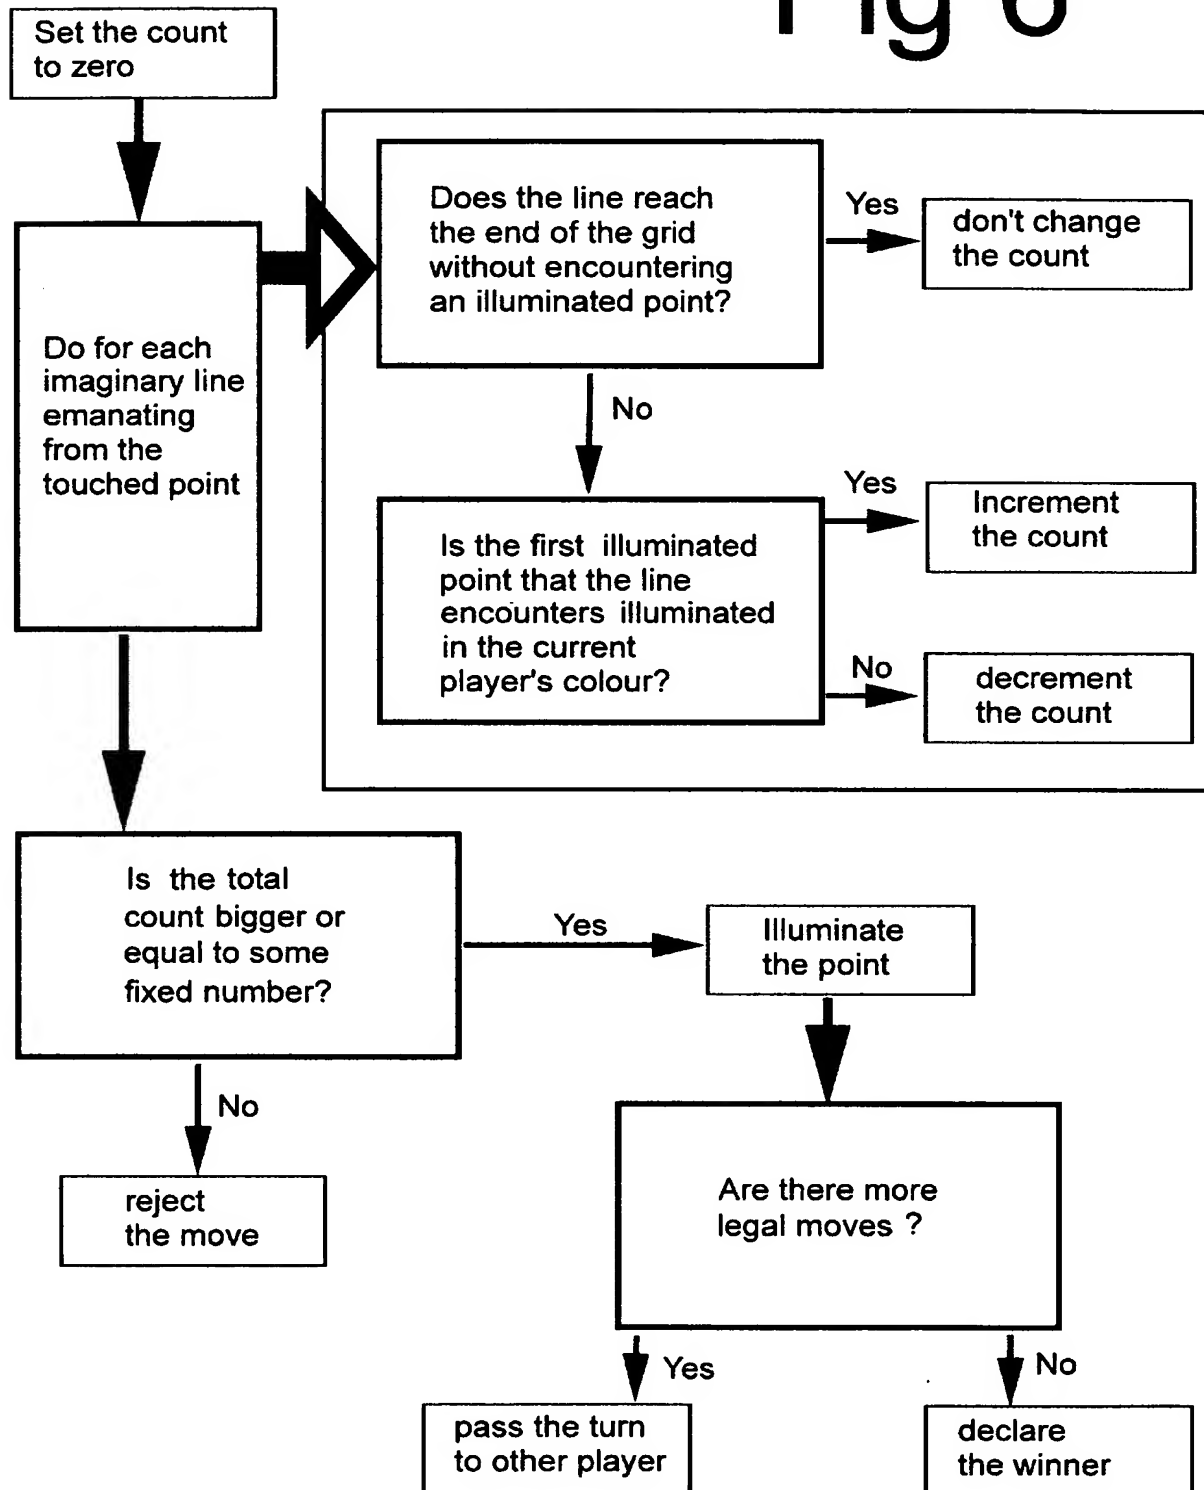 Fig 6
Set the count
to zero
Do for each
imaginary line
emanating
from the
touched point
Does the line reach
the end of the grid
without encountering
an illuminated point?
Yes
don't change
the count
No
Is the first illuminated
point that the line
encounters illuminated
in the current
player's colour?
Yes
Increment
the count
No
decrement
the count
Is the total
count bigger or
equal to some
fixed number?
Yes
Illuminate
the point
No
reject
the move
Are there more
legal moves ?
Yes
pass the turn
to other player
No
declare
the winner